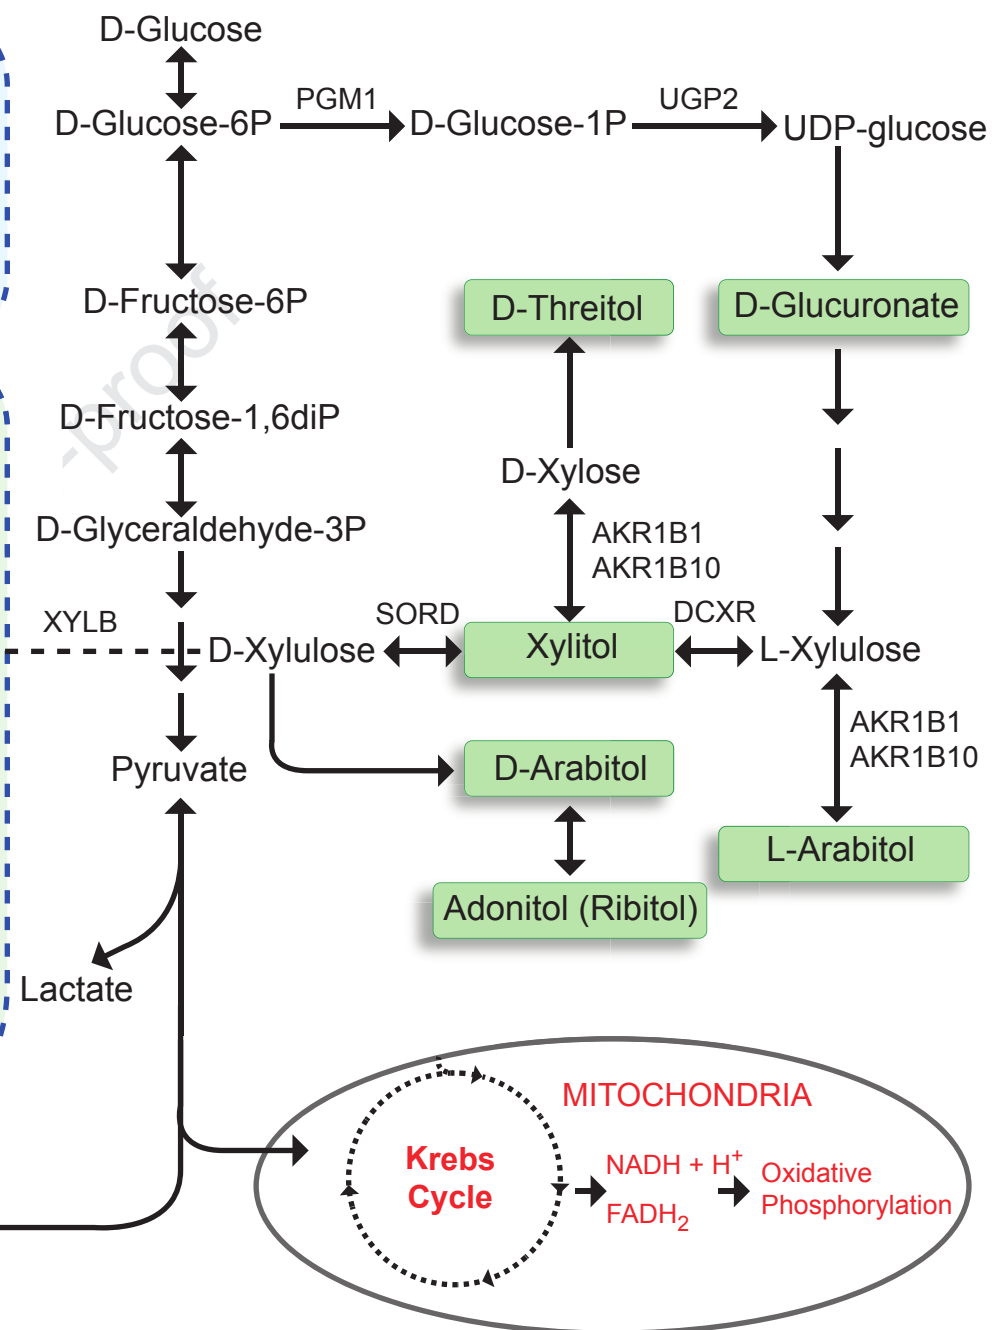 D-Glucose
D-Glucose-6P
PGM1
D-Glucose-1P
UGP2
UDP-glucose
D-Fructose-6P
D-Threitol
D-Glucuronate
-proof
D-Fructose-1,6diP
D-Xylose
D-Glyceraldehyde-3P
AKR1B1
AKR1B10
XYLB
D-Xylulose
SORD
Xylitol
DCXR
L-Xylulose
AKR1B1
AKR1B10
Pyruvate
D-Arabitol
L-Arabitol
Adonitol (Ribitol)
Lactate
MITOCHONDRIA
Krebs
Cycle
NADH + H⁺
FADH₂
Oxidative
Phosphorylation